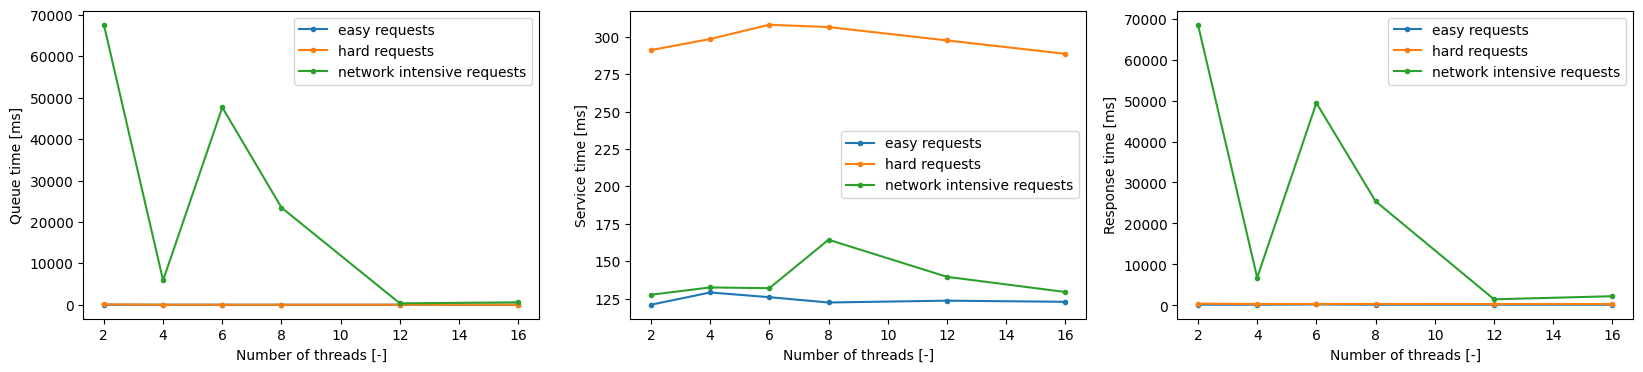 70000
60000
50000
40000
30000
20000
10000
0
Queue time [ms]
easy requests
hard requests
network intensive requests
2 4 6 8 10 12 14 16
Number of threads [-]
300
275
250
225
200
175
150
125
Service time [ms]
easy requests
hard requests
network intensive requests
2 4 6 8 10 12 14 16
Number of threads [-]
70000
60000
50000
40000
30000
20000
10000
0
Response time [ms]
easy requests
hard requests
network intensive requests
2 4 6 8 10 12 14 16
Number of threads [-]